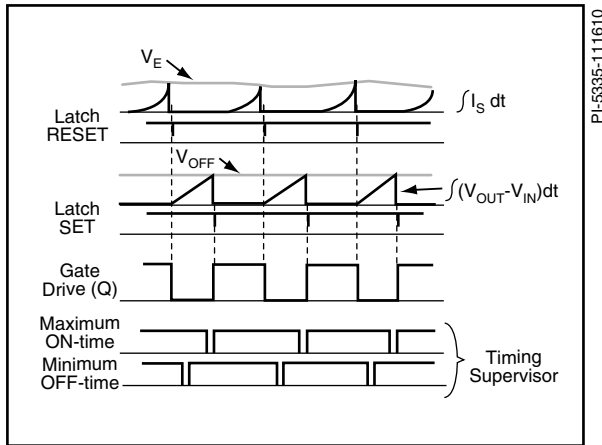 V_E
∫I_S dt
Latch
RESET
V_OFF
∫(V_OUT-V_IN)dt
Latch
SET
Gate
Drive (Q)
Maximum
ON-time
Minimum
OFF-time
Timing
Supervisor
PI-5335-111610